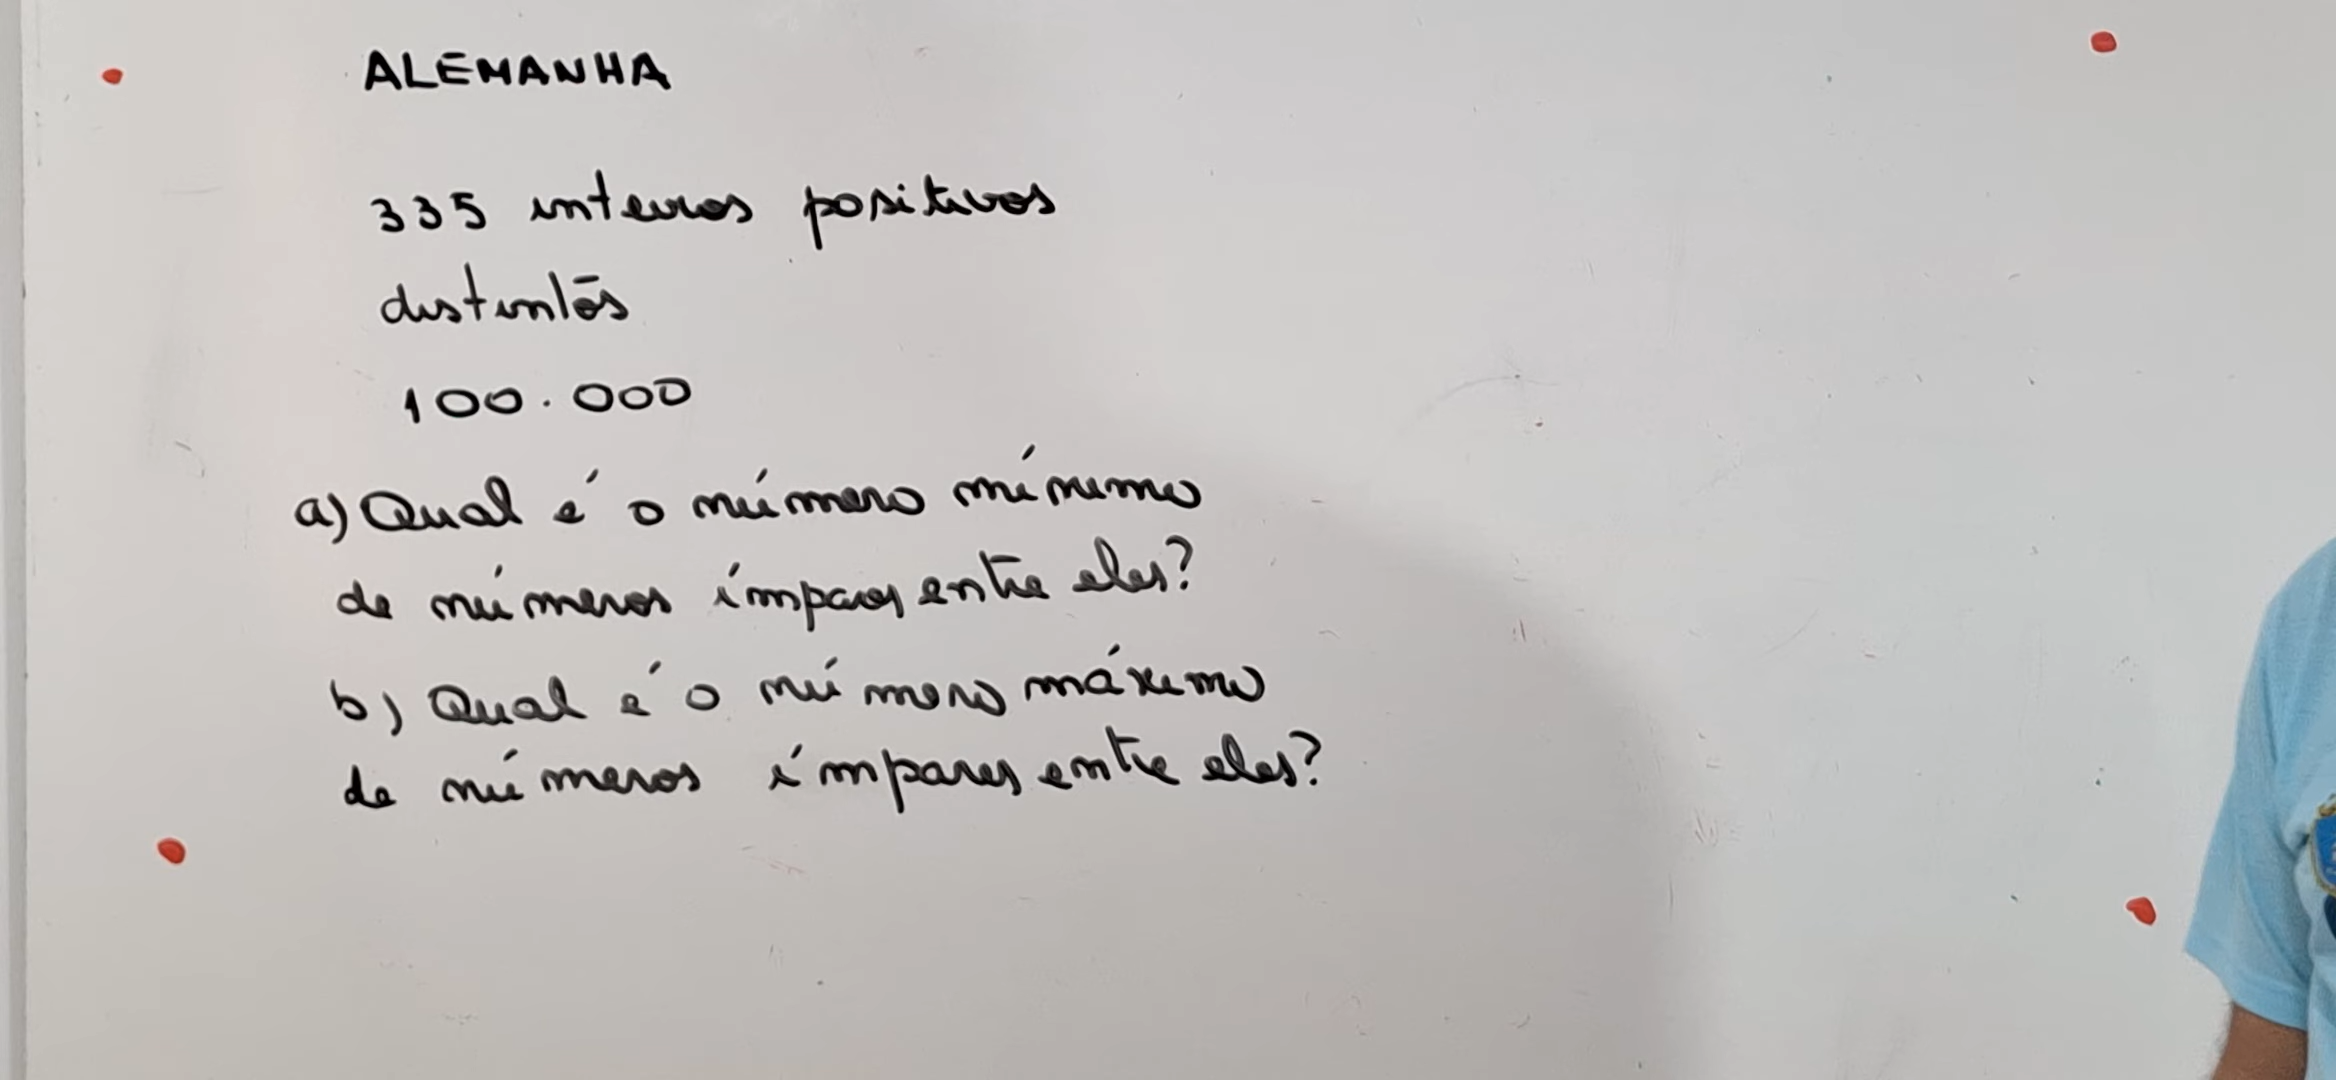 ALEMANHA
335 inteiros positivos
distintos
100.000
a) Qual é o número mínimo
de números ímpares entre eles?
b) Qual é o número máximo
de números ímpares entre eles?